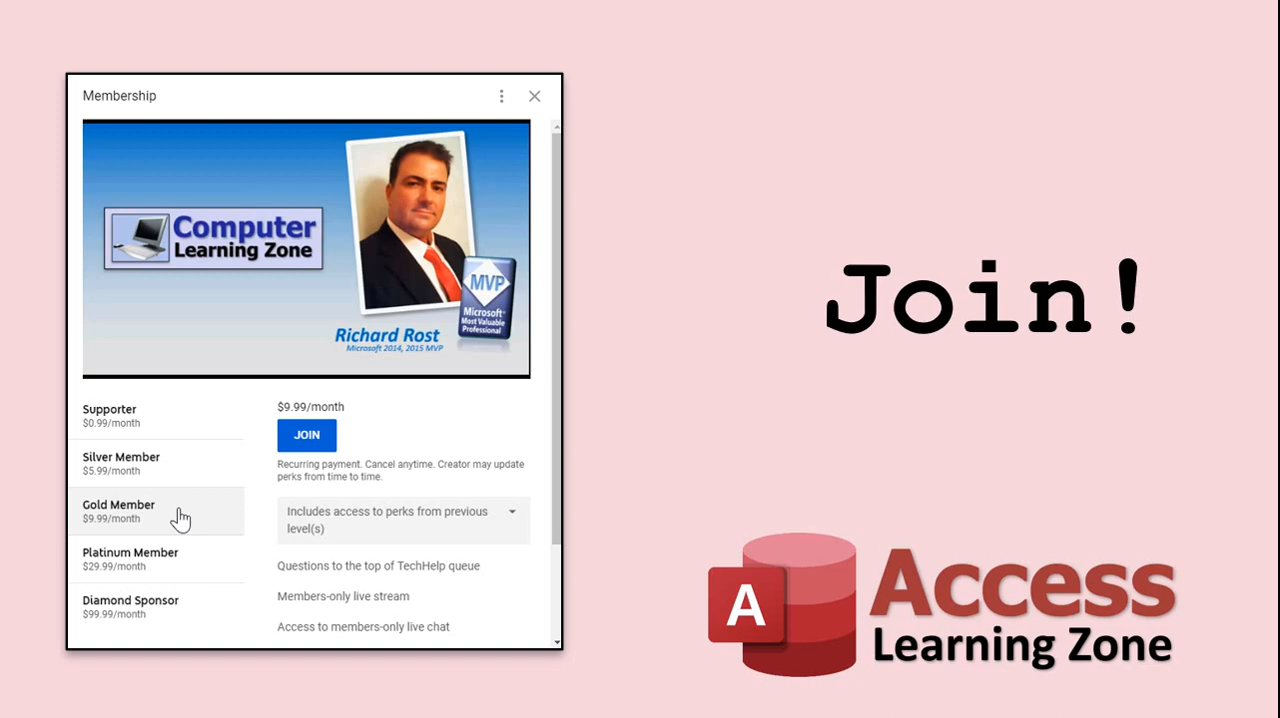 Membership
Computer
Learning Zone
MVP
Microsoft®
Most Valuable
Professional
Richard Rost
Microsoft 2014, 2015 MVP
Supporter
$0.99/month
Silver Member
$5.99/month
Gold Member
$9.99/month
Platinum Member
$29.99/month
Diamond Sponsor
$99.99/month
$9.99/month
JOIN
Recurring payment. Cancel anytime. Creator may update
perks from time to time.
Includes access to perks from previous
level(s)
Questions to the top of TechHelp queue
Members-only live stream
Access to members-only live chat
Join!
A
Access
Learning Zone